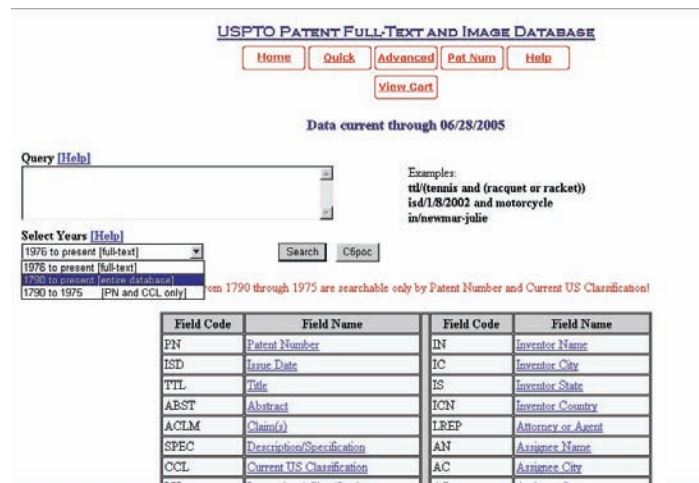 USPTO PATENT FULL-TEXT AND IMAGE DATABASE
Home Quick Advanced Pat Num Help
View Cart
Data current through 06/28/2005
Query [Help]
Examples:
ttl/(tennis and (racquet or racket))
isd/1/8/2002 and motorcycle
in/newmar-julie
Select Years [Help]
1976 to present [full-text] Search Сброс
1976 to present [full-text]
1790 to present [entire database]
1790 to 1975 [PN and CCL only]
from 1790 through 1975 are searchable only by Patent Number and Current US Classification!
Field Code Field Name Field Code Field Name
PN Patent Number IN Inventor Name
ISD Issue Date IC Inventor City
TTL Title IS Inventor State
ABST Abstract ICN Inventor Country
ACLM Claim(s) LREP Attorney or Agent
SPEC Description/Specification AN Assignee Name
CCL Current US Classification AC Assignee City